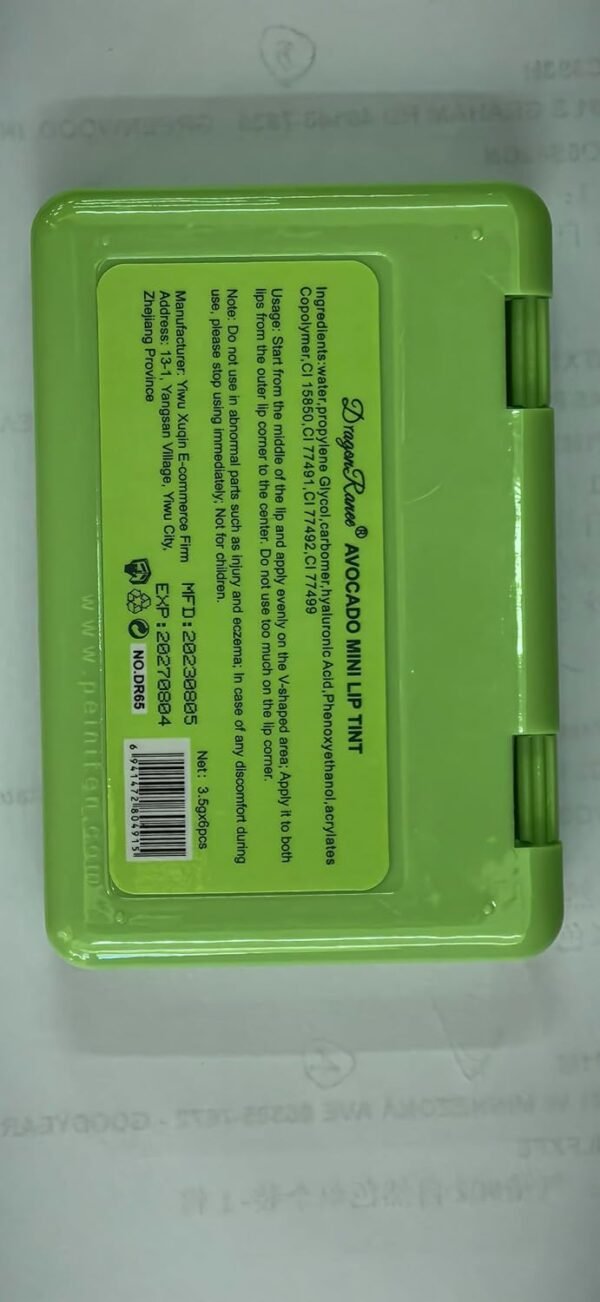 DragonRanee® AVOCADO MINI LIP TINT
Ingredients:water,propylene Glycol,carbomer,hyaluronic Acid,Phenoxyethanol,acrylates
Copolymer,CI 15850,CI 77491,CI 77492,CI 77499
Usage: Start from the middle of the lip and apply evenly on the V-shaped area; Apply it to both
lips from the outer lip corner to the center. Do not use too much on the lip corner.
Note: Do not use in abnormal parts such as injury and eczema; In case of any discomfort during
use, please stop using immediately; Not for children.
Net: 3.5gx6pcs
Manufacturer: Yiwu Xuqin E-commerce Firm
Address: 13-1, Yangsan Village, Yiwu City,
Zhejiang Province
MFD:20230805
EXP:20270804
NO.DR65
6 941472 804915